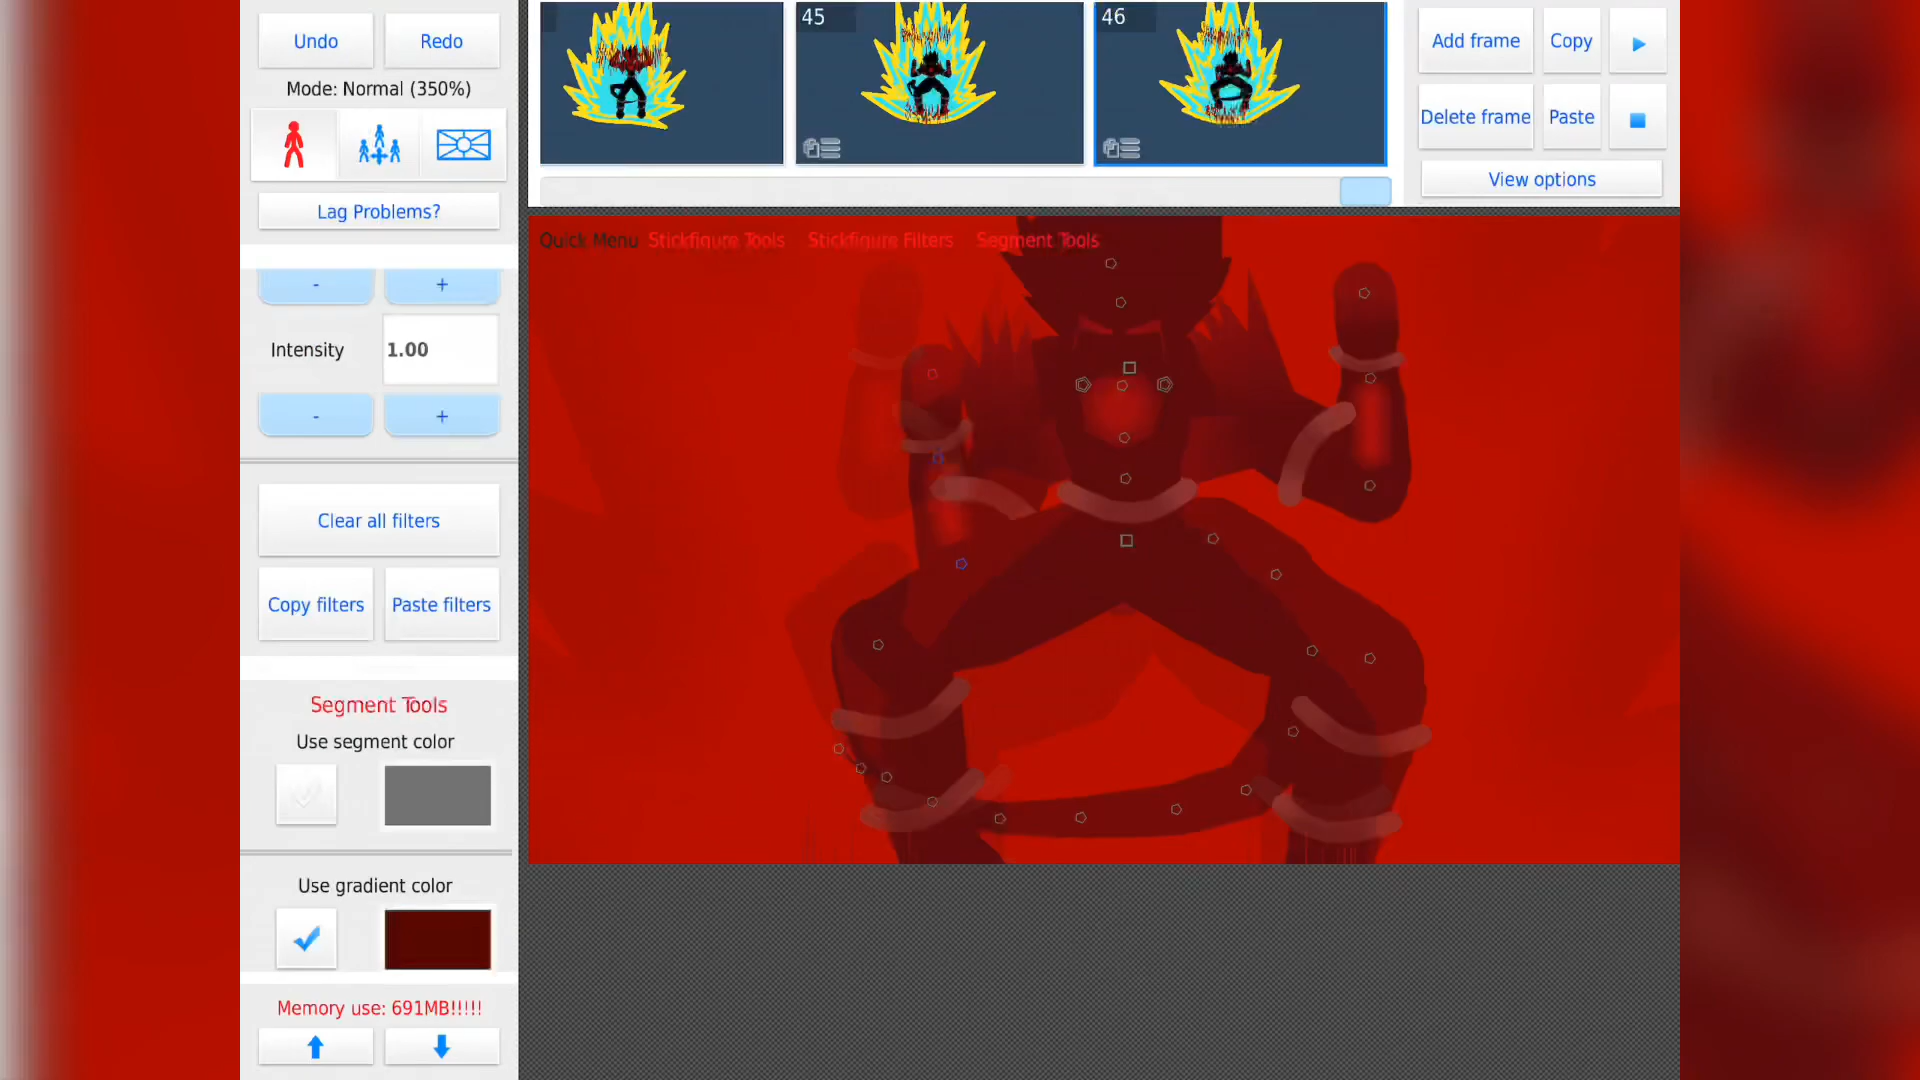 Undo
Redo
Mode: Normal (350%)
Lag Problems?
-
+
Intensity
1.00
-
+
Clear all filters
Copy filters
Paste filters
Segment Tools
Use segment color
Use gradient color
Memory use: 691MB!!!!!
45
46
Add frame
Copy
Delete frame
Paste
View options
Quick Menu
Stickfigure Tools
Stickfigure Filters
Segment Tools